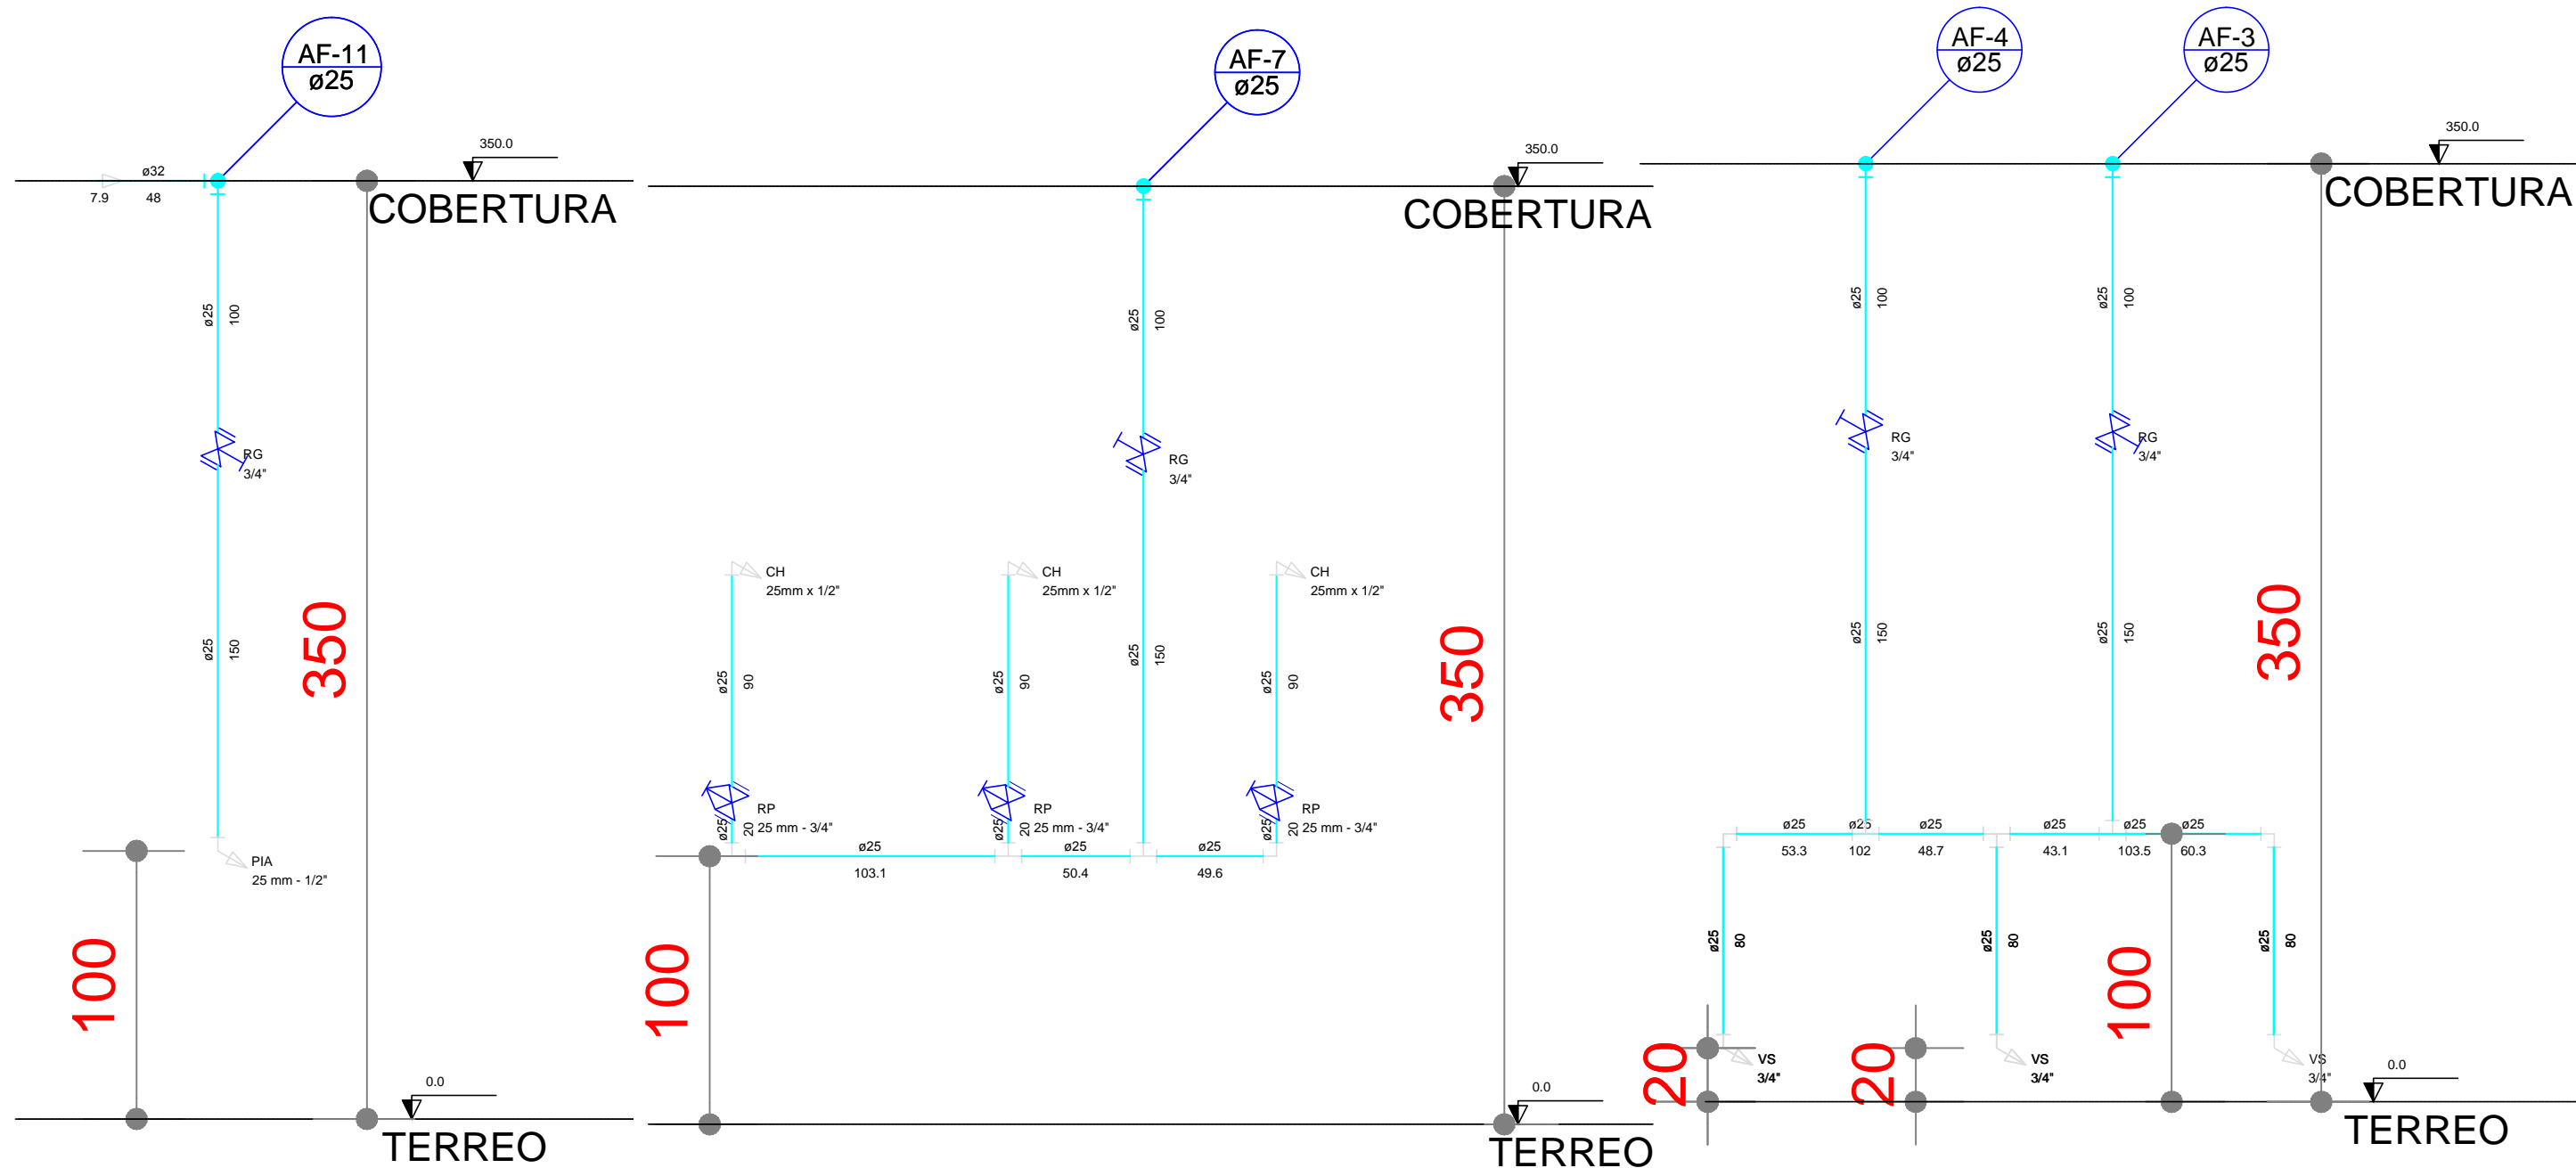 AF-11
ø25
350.0
ø32
7.9
48
COBERTURA
ø25
100
RG
3/4"
ø25
150
350
PIA
25 mm - 1/2"
100
0.0
TERREO
AF-7
ø25
350.0
COBERTURA
ø25
100
RG
3/4"
CH
25mm x 1/2"
CH
25mm x 1/2"
CH
25mm x 1/2"
ø25
90
ø25
90
ø25
150
ø25
90
350
RP
25 mm - 3/4"
ø25
20
RP
25 mm - 3/4"
ø25
20
RP
25 mm - 3/4"
ø25
20
ø25
103.1
ø25
50.4
ø25
49.6
100
0.0
TERREO
AF-4
ø25
AF-3
ø25
350.0
COBERTURA
ø25
100
ø25
100
RG
3/4"
RG
3/4"
ø25
150
ø25
150
350
ø25
53.3
ø25
102
ø25
48.7
ø25
43.1
ø25
103.5
ø25
60.3
ø25
80
ø25
80
ø25
80
100
20
20
VS
3/4"
VS
3/4"
VS
3/4"
0.0
TERREO